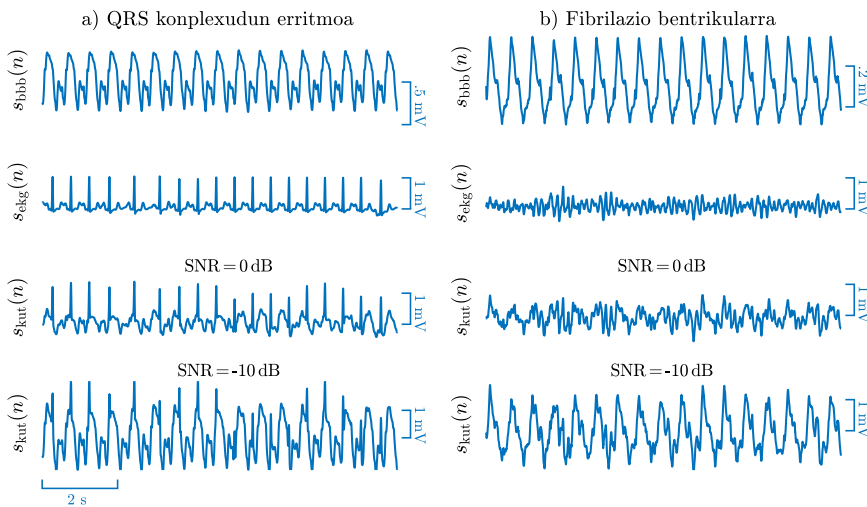 a) QRS konplexudun erritmoa
s_bbb(n)
.5 mV
s_ekg(n)
1 mV
SNR = 0 dB
s_kut(n)
1 mV
SNR = -10 dB
s_kut(n)
1 mV
2 s
b) Fibrilazio bentrikularra
s_bbb(n)
.2 mV
s_ekg(n)
1 mV
SNR = 0 dB
s_kut(n)
1 mV
SNR = -10 dB
s_kut(n)
1 mV